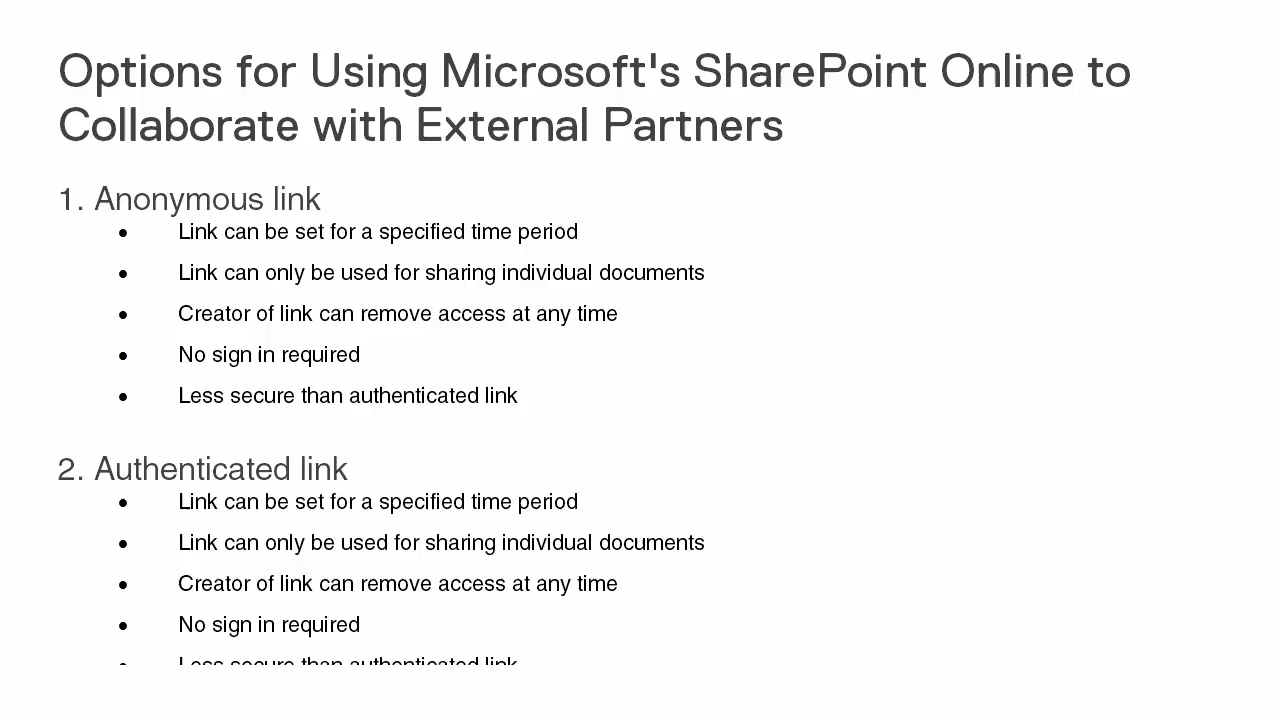 Options for Using Microsoft's SharePoint Online to
Collaborate with External Partners
1. Anonymous link
• Link can be set for a specified time period
• Link can only be used for sharing individual documents
• Creator of link can remove access at any time
• No sign in required
• Less secure than authenticated link
2. Authenticated link
• Link can be set for a specified time period
• Link can only be used for sharing individual documents
• Creator of link can remove access at any time
• No sign in required
• Less secure than authenticated link